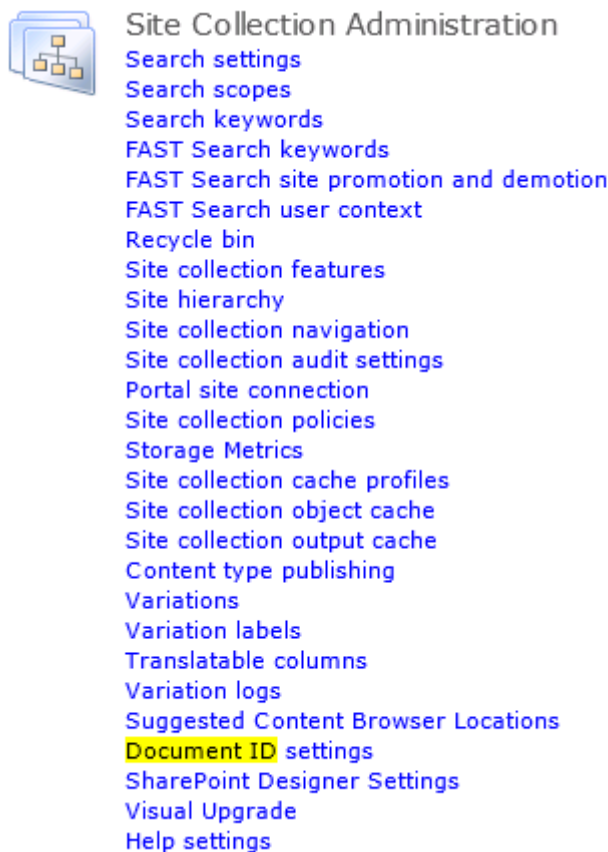 Site Collection Administration
Search settings
Search scopes
Search keywords
FAST Search keywords
FAST Search site promotion and demotion
FAST Search user context
Recycle bin
Site collection features
Site hierarchy
Site collection navigation
Site collection audit settings
Portal site connection
Site collection policies
Storage Metrics
Site collection cache profiles
Site collection object cache
Site collection output cache
Content type publishing
Variations
Variation labels
Translatable columns
Variation logs
Suggested Content Browser Locations
Document ID settings
SharePoint Designer Settings
Visual Upgrade
Help settings